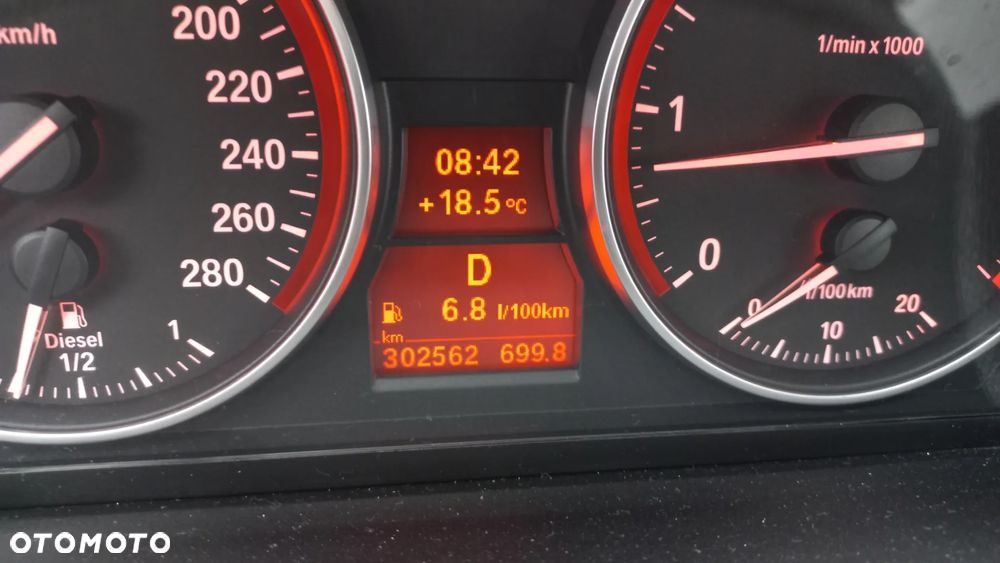 km/h
200
220
240
260
280
Diesel
1/2
1
08:42
+18.5°C
D
6.8 l/100km
km
302562 699.8
1/min x 1000
1
0
0
l/100km
10
20
OTOMOTO